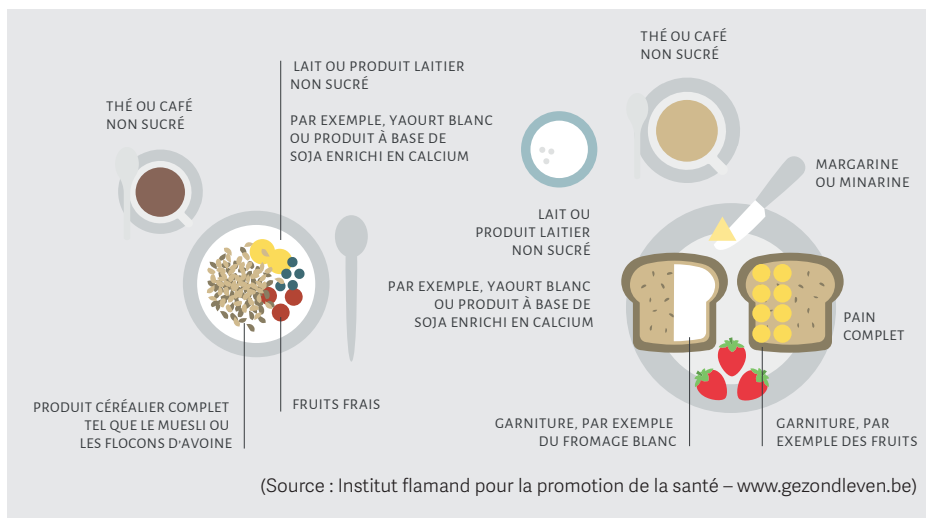 THÉ OU CAFÉ
NON SUCRÉ
LAIT OU PRODUIT LAITIER
NON SUCRÉ
PAR EXEMPLE, YAOURT BLANC
OU PRODUIT À BASE DE
SOJA ENRICHI EN CALCIUM
PRODUIT CÉRÉALIER COMPLET
TEL QUE LE MUESLI OU
LES FLOCONS D'AVOINE
FRUITS FRAIS
THÉ OU CAFÉ
NON SUCRÉ
MARGARINE
OU MINARINE
LAIT OU
PRODUIT LAITIER
NON SUCRÉ
PAR EXEMPLE, YAOURT BLANC
OU PRODUIT À BASE DE
SOJA ENRICHI EN CALCIUM
PAIN
COMPLET
GARNITURE, PAR EXEMPLE
DU FROMAGE BLANC
GARNITURE, PAR
EXEMPLE DES FRUITS
(Source : Institut flamand pour la promotion de la santé – www.gezondleven.be)